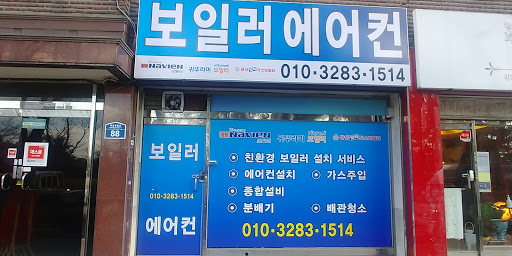 보일러 에어컨
NAVIEN 귀뚜라미 보일러
010-3283-1514
88
보일러
010-3283-1514
에어컨
NAVIEN 귀뚜라미 보일러
친환경 보일러 설치 서비스
에어컨설치 가스주입
종합설비
분배기 배관청소
010-3283-1514